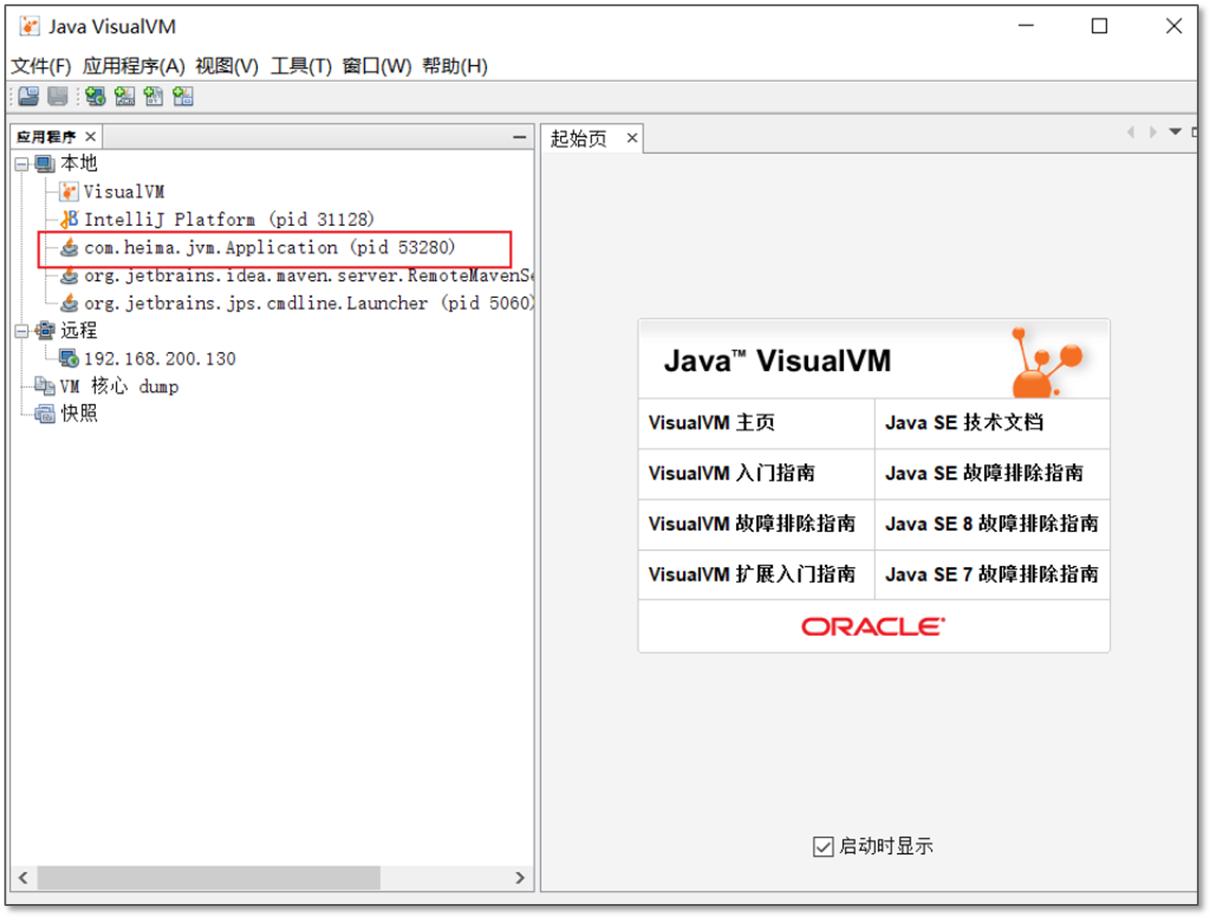 Java VisualVM
文件(F) 应用程序(A) 视图(V) 工具(T) 窗口(W) 帮助(H)
应用程序
本地
VisualVM
IntelliJ Platform (pid 31128)
com.heima.jvm.Application (pid 53280)
org.jetbrains.idea.maven.server.RemoteMavenSe
org.jetbrains.jps.cmdline.Launcher (pid 5060)
远程
192.168.200.130
VM 核心 dump
快照
起始页
Java™ VisualVM
VisualVM 主页 Java SE 技术文档
VisualVM 入门指南 Java SE 故障排除指南
VisualVM 故障排除指南 Java SE 8 故障排除指南
VisualVM 扩展入门指南 Java SE 7 故障排除指南
ORACLE
启动时显示